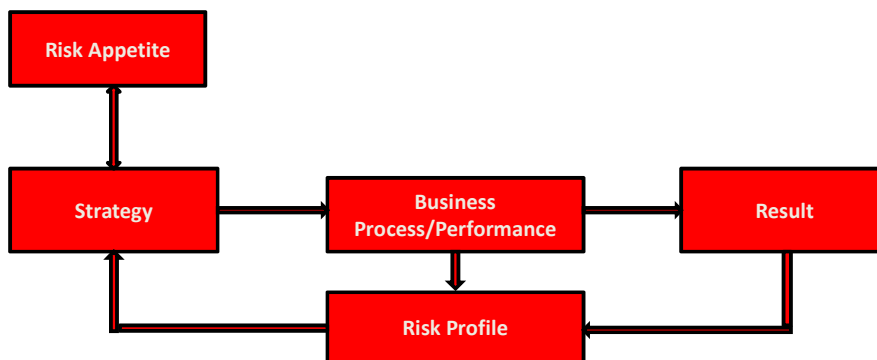 Risk Appetite
Strategy
Business
Process/Performance
Result
Risk Profile